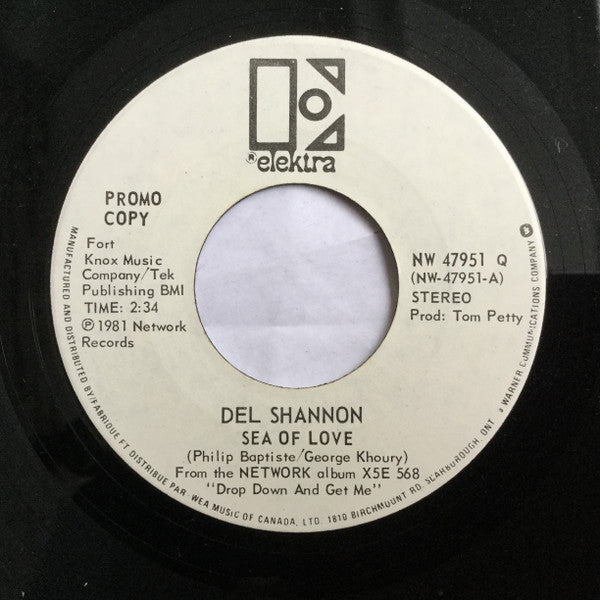 ® elektra
PROMO
COPY
Fort
Knox Music
Company/Tek
Publishing BMI
TIME: 2:34
℗ 1981 Network
Records
NW 47951 Q
(NW-47951-A)
STEREO
Prod: Tom Petty
DEL SHANNON
SEA OF LOVE
(Philip Baptiste/George Khoury)
From the NETWORK album X5E 568
"Drop Down And Get Me"
MANUFACTURED AND DISTRIBUTED BY/FABRIQUE ET DISTRIBUE PAR WEA MUSIC OF CANADA, LTD. 1810 BIRCHMOUNT RD. SCARBOROUGH ONT A WARNER COMMUNICATIONS COMPANY